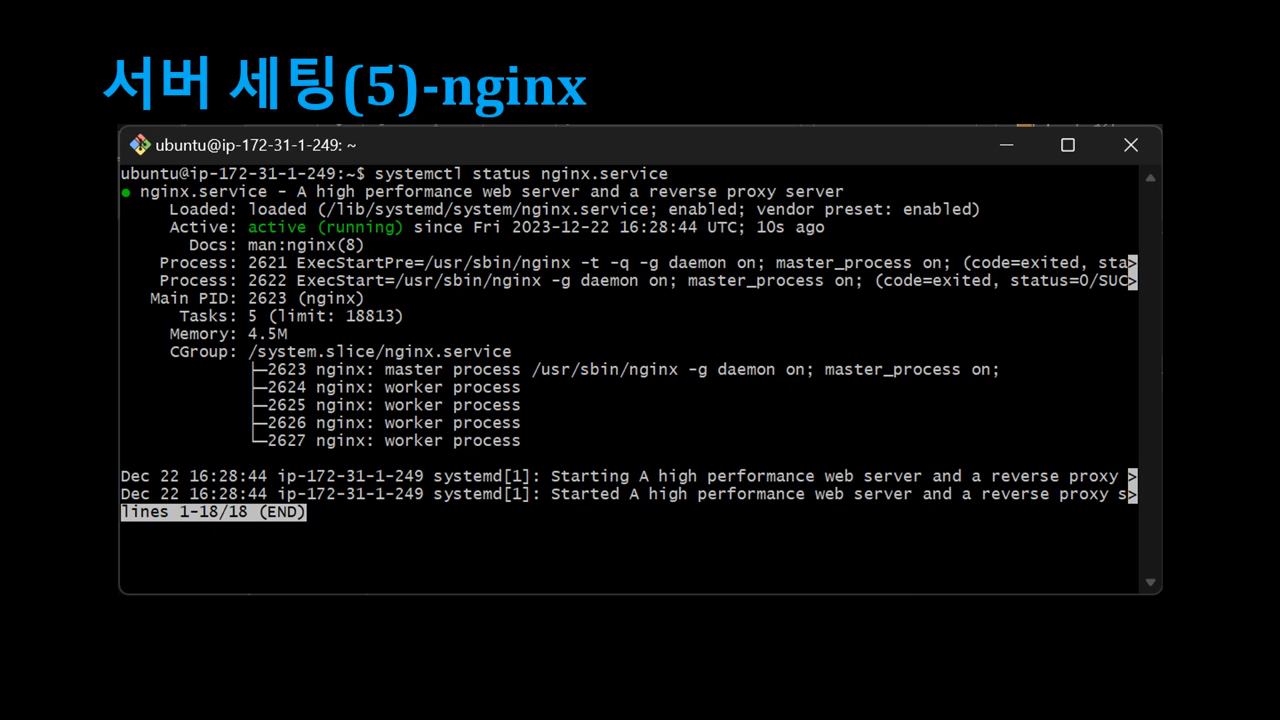 서버 세팅(5)-nginx
ubuntu@ip-172-31-1-249: ~
ubuntu@ip-172-31-1-249:~$ systemctl status nginx.service
● nginx.service - A high performance web server and a reverse proxy server
Loaded: loaded (/lib/systemd/system/nginx.service; enabled; vendor preset: enabled)
Active: active (running) since Fri 2023-12-22 16:28:44 UTC; 10s ago
Docs: man:nginx(8)
Process: 2621 ExecStartPre=/usr/sbin/nginx -t -q -g daemon on; master_process on; (code=exited, sta>
Process: 2622 ExecStart=/usr/sbin/nginx -g daemon on; master_process on; (code=exited, status=0/SUC>
Main PID: 2623 (nginx)
Tasks: 5 (limit: 18813)
Memory: 4.5M
CGroup: /system.slice/nginx.service
├─2623 nginx: master process /usr/sbin/nginx -g daemon on; master_process on;
├─2624 nginx: worker process
├─2625 nginx: worker process
├─2626 nginx: worker process
└─2627 nginx: worker process
Dec 22 16:28:44 ip-172-31-1-249 systemd[1]: Starting A high performance web server and a reverse proxy >
Dec 22 16:28:44 ip-172-31-1-249 systemd[1]: Started A high performance web server and a reverse proxy s>
lines 1-18/18 (END)